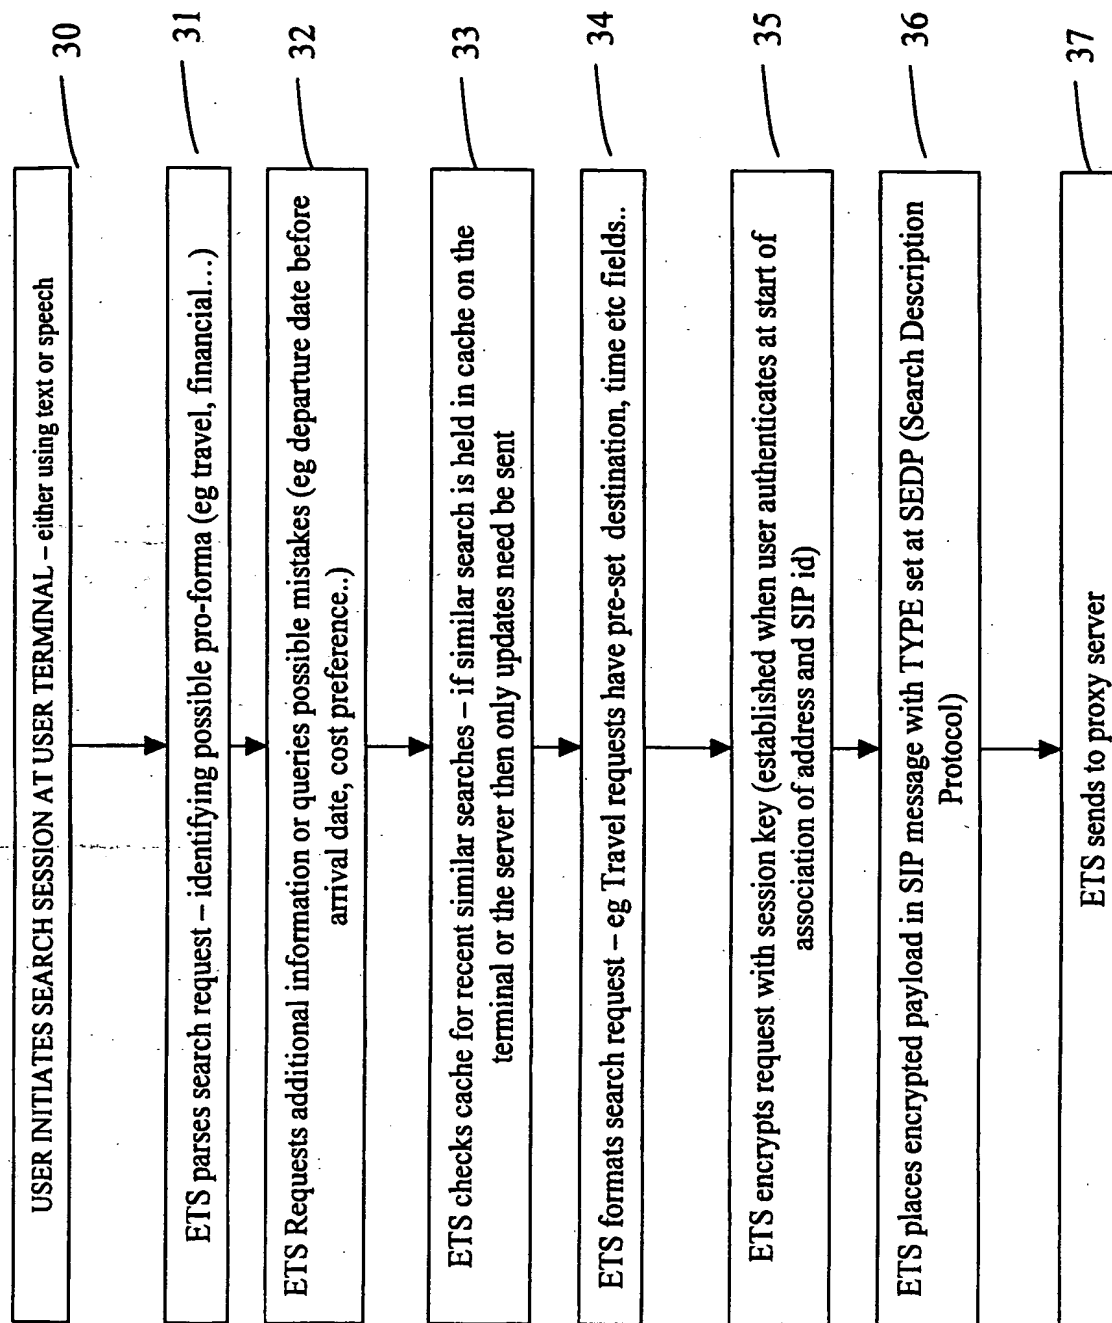 USER INITIATES SEARCH SESSION AT USER TERMINAL – either using text or speech
30
ETS parses search request – identifying possible pro-forma (eg travel, financial…)
31
ETS Requests additional information or queries possible mistakes (eg departure date before
arrival date, cost preference..)
32
ETS checks cache for recent similar searches – if similar search is held in cache on the
terminal or the server then only updates need be sent
33
ETS formats search request – eg Travel requests have pre-set destination, time etc fields..
34
ETS encrypts request with session key (established when user authenticates at start of
association of address and SIP id)
35
ETS places encrypted payload in SIP message with TYPE set at SEDP (Search Description
Protocol)
36
ETS sends to proxy server
37